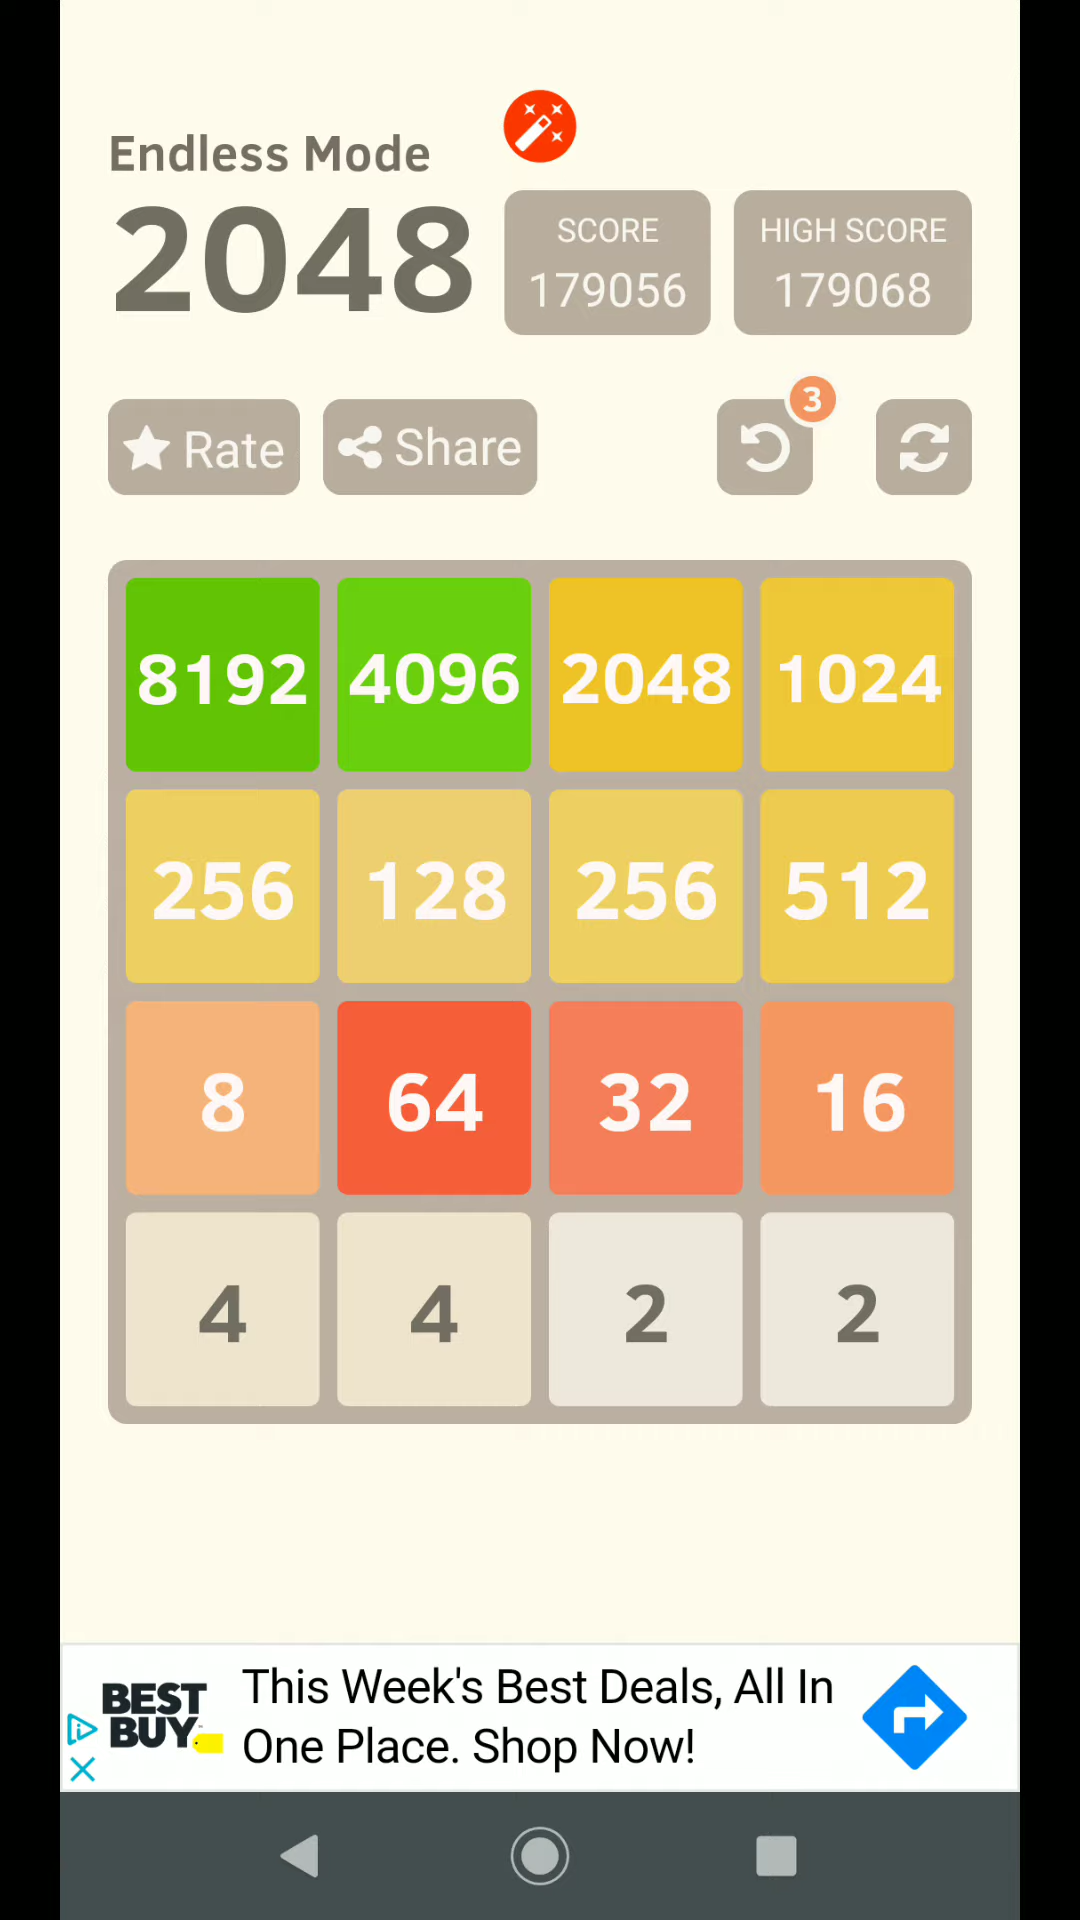 Endless Mode
2048
SCORE
179056
HIGH SCORE
179068
Rate
Share
3
8192 4096 2048 1024
256 128 256 512
8 64 32 16
4 4 2 2
BEST
BUY
This Week's Best Deals, All In
One Place. Shop Now!